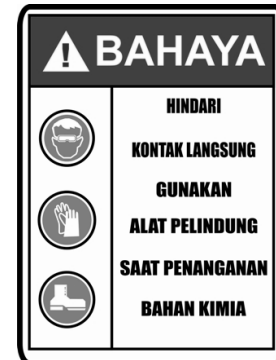 BAHAYA
HINDARI
KONTAK LANGSUNG
GUNAKAN
ALAT PELINDUNG
SAAT PENANGANAN
BAHAN KIMIA